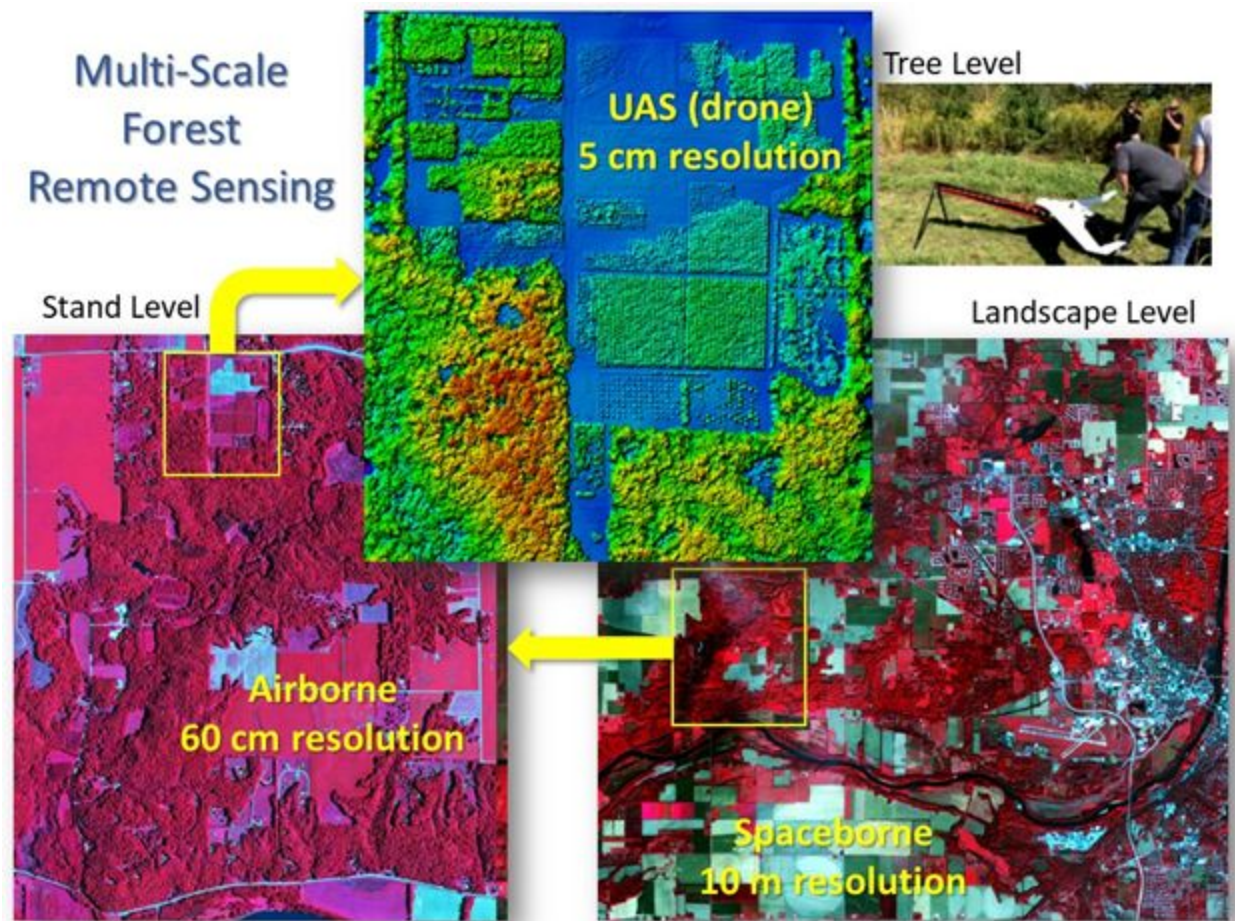 Multi-Scale
Forest
Remote Sensing
UAS (drone)
5 cm resolution
Tree Level
Stand Level
Landscape Level
Airborne
60 cm resolution
Spaceborne
10 m resolution